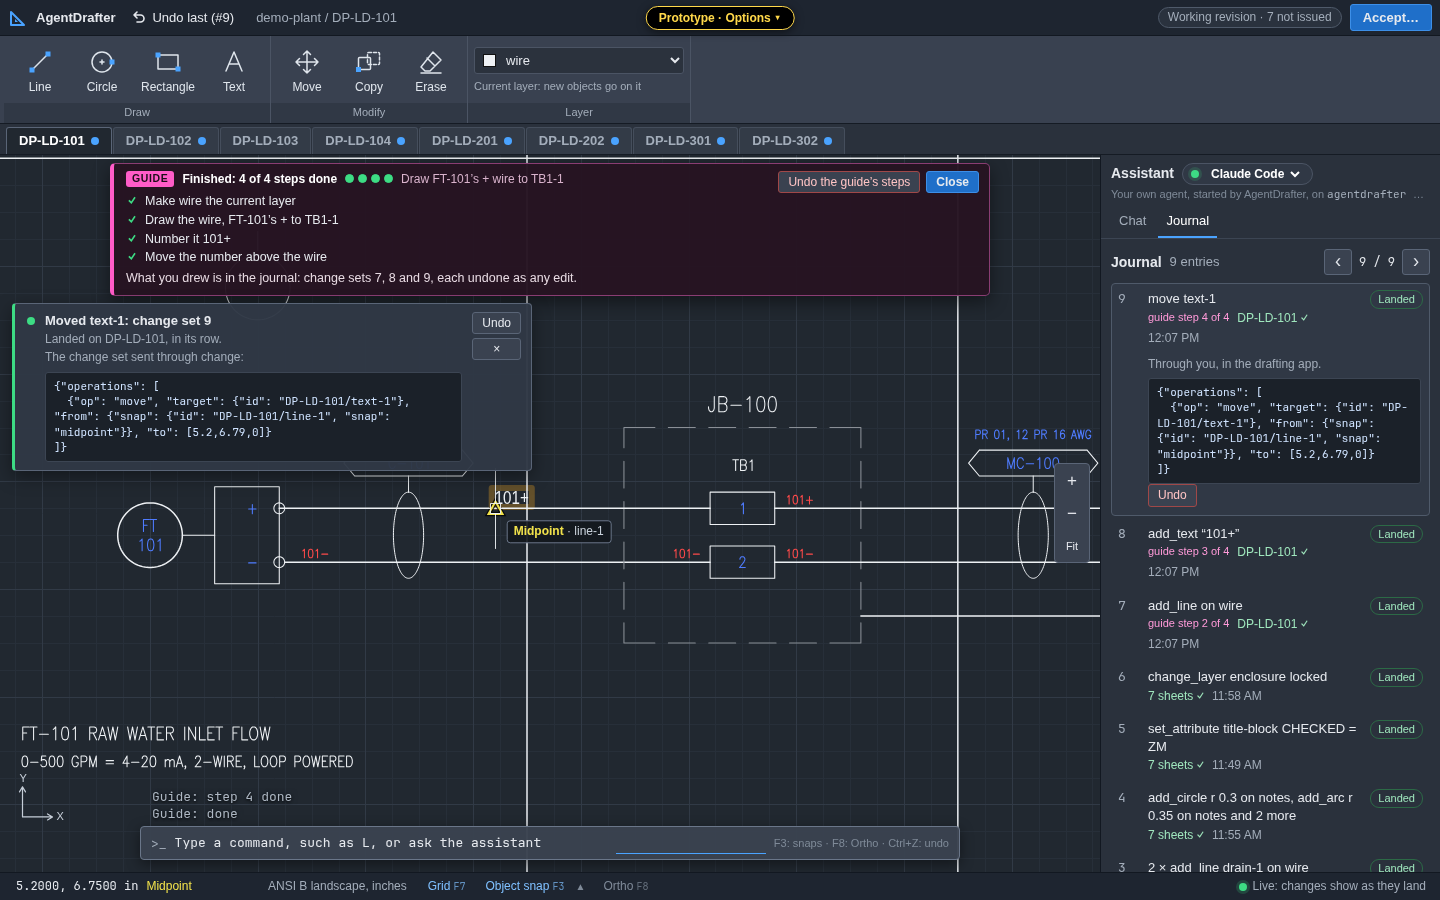 AgentDrafter
Undo last (#9)
demo-plant / DP-LD-101
Prototype · Options ▾
Working revision · 7 not issued
Accept…
Line
Circle
Rectangle
Text
Move
Copy
Erase
wire
Current layer: new objects go on it
Draw
Modify
Layer
DP-LD-101
DP-LD-102
DP-LD-103
DP-LD-104
DP-LD-201
DP-LD-202
DP-LD-301
DP-LD-302
GUIDE
Finished: 4 of 4 steps done
Draw FT-101's + wire to TB1-1
Undo the guide's steps
Close
✓ Make wire the current layer
✓ Draw the wire, FT-101's + to TB1-1
✓ Number it 101+
✓ Move the number above the wire
What you drew is in the journal: change sets 7, 8 and 9, each undone as any edit.
Moved text-1: change set 9
Landed on DP-LD-101, in its row.
The change set sent through change:
Undo
×
{"operations": [
{"op": "move", "target": {"id": "DP-LD-101/text-1"},
"from": {"snap": {"id": "DP-LD-101/line-1", "snap":
"midpoint"}}, "to": [5.2,6.79,0]}
]}
JB-100
TB1
PR 01, 12 PR 16 AWG
MC-100
FT
101
+
−
101+
Midpoint · line-1
101−
1
101+
101−
2
101−
+
−
Fit
FT-101 RAW WATER INLET FLOW
0-500 GPM = 4-20 mA, 2-WIRE, LOOP POWERED
Y
X
Guide: step 4 done
Guide: done
>_ Type a command, such as L, or ask the assistant
F3: snaps · F8: Ortho · Ctrl+Z: undo
5.2000, 6.7500 in Midpoint
ANSI B landscape, inches
Grid F7
Object snap F3
▲
Ortho F8
Live: changes show as they land
Assistant
Claude Code
Your own agent, started by AgentDrafter, on agentdrafter …
Chat
Journal
Journal 9 entries
‹ 9 / 9 ›
9 move text-1 Landed
guide step 4 of 4 DP-LD-101 ✓
12:07 PM
Through you, in the drafting app.
{"operations": [
{"op": "move", "target": {"id": "DP-
LD-101/text-1"}, "from": {"snap":
{"id": "DP-LD-101/line-1", "snap":
"midpoint"}}, "to": [5.2,6.79,0]}
]}
Undo
8 add_text “101+” Landed
guide step 3 of 4 DP-LD-101 ✓
12:07 PM
7 add_line on wire Landed
guide step 2 of 4 DP-LD-101 ✓
12:07 PM
6 change_layer enclosure locked Landed
7 sheets ✓ 11:58 AM
5 set_attribute title-block CHECKED = Landed
ZM
7 sheets ✓ 11:49 AM
4 add_circle r 0.3 on notes, add_arc r Landed
0.35 on notes and 2 more
7 sheets ✓ 11:55 AM
3 2 × add_line drain-1 on wire Landed